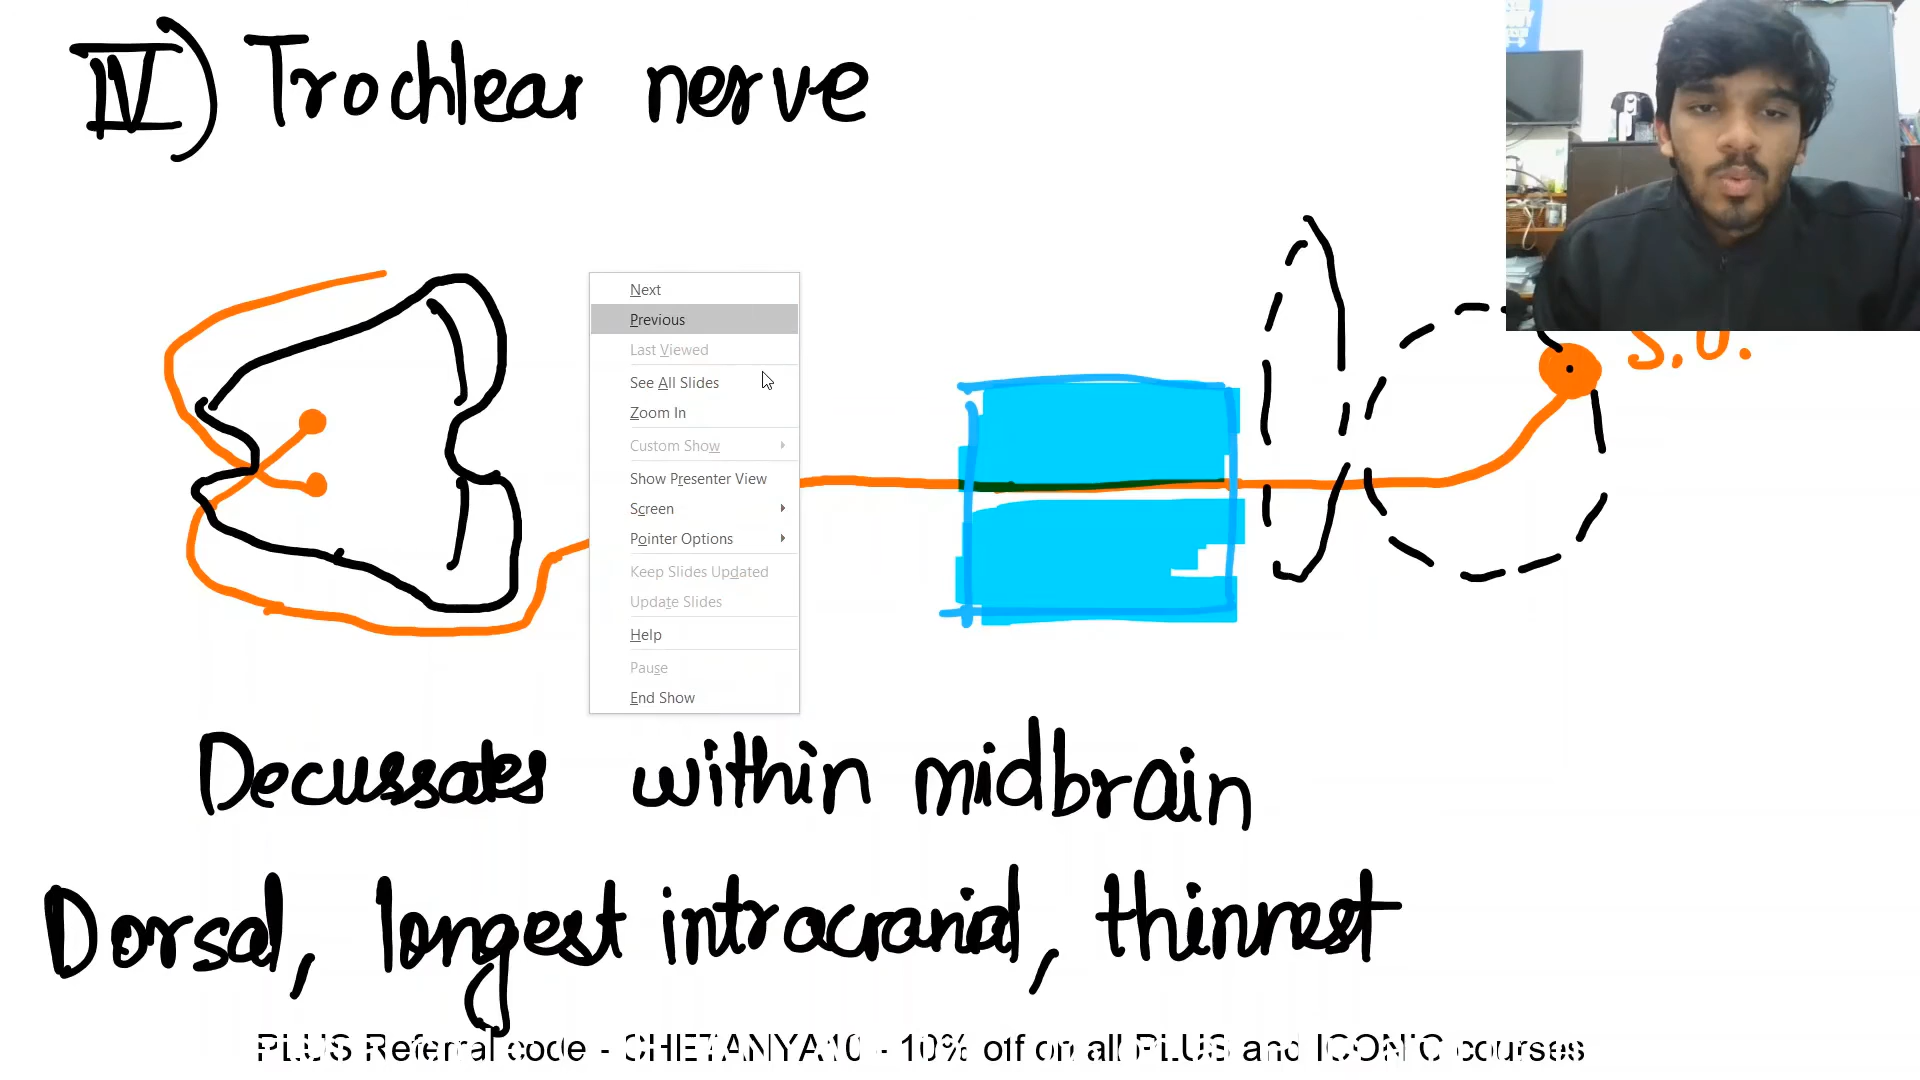 IV) Trochlear nerve
S.O.
Next
Previous
Last Viewed
See All Slides
Zoom In
Custom Show
Show Presenter View
Screen
Pointer Options
Keep Slides Updated
Update Slides
Help
Pause
End Show
Decussates within midbrain
Dorsal, longest intracranial, thinnest
PLUS Referral code - CHETANYA10 - 10% off on all PLUS and ICONIC courses